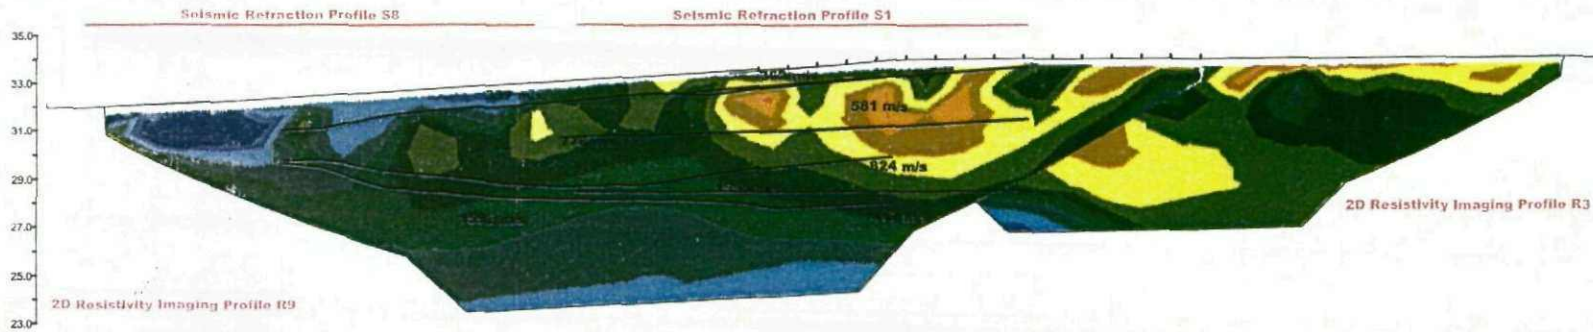 Seismic Refraction Profile S8
Seismic Refraction Profile S1
35.0
33.0
31.0
29.0
27.0
25.0
23.0
581 m/s
824 m/s
2D Resistivity Imaging Profile R3
2D Resistivity Imaging Profile R9